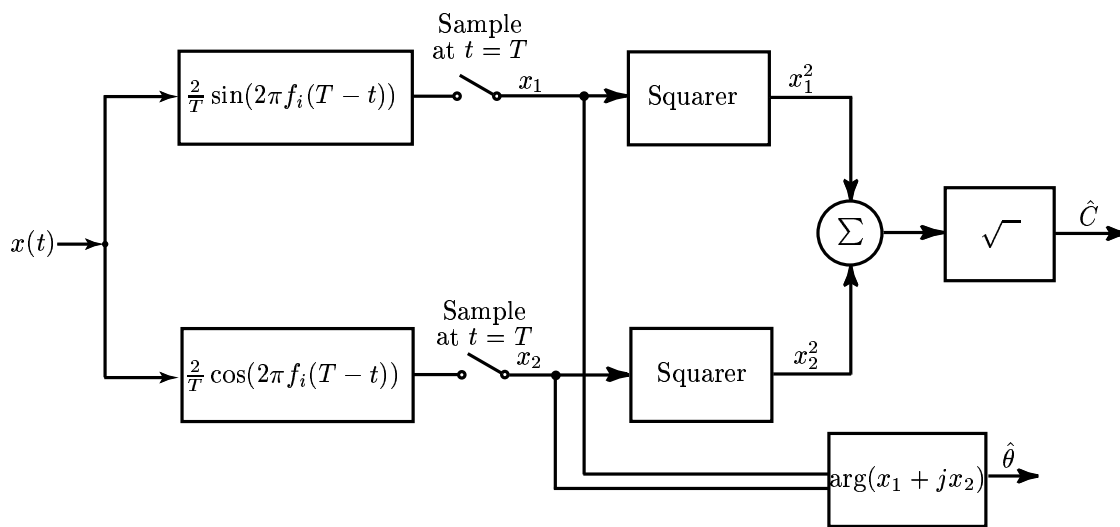 Sample
at t = T
2/T sin(2πf_i(T − t))
x_1
Squarer
x_1^2
x(t)
∑
√
Ĉ
Sample
at t = T
2/T cos(2πf_i(T − t))
x_2
Squarer
x_2^2
arg(x_1 + jx_2)
θ̂